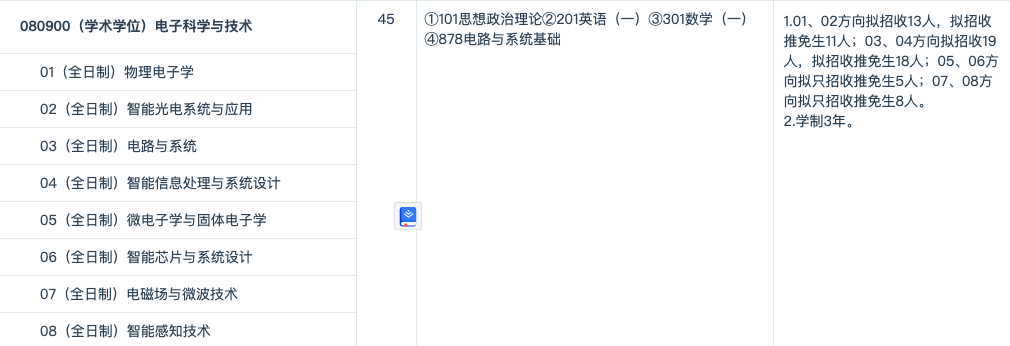 080900（学术学位）电子科学与技术
45
①101思想政治理论②201英语（一）③301数学（一）
④878电路与系统基础
1.01、02方向拟招收13人，拟招收
推免生11人；03、04方向拟招收19
人，拟招收推免生18人；05、06方
向拟只招收推免生5人；07、08方
向拟只招收推免生8人。
2.学制3年。
01（全日制）物理电子学
02（全日制）智能光电系统与应用
03（全日制）电路与系统
04（全日制）智能信息处理与系统设计
05（全日制）微电子学与固体电子学
06（全日制）智能芯片与系统设计
07（全日制）电磁场与微波技术
08（全日制）智能感知技术